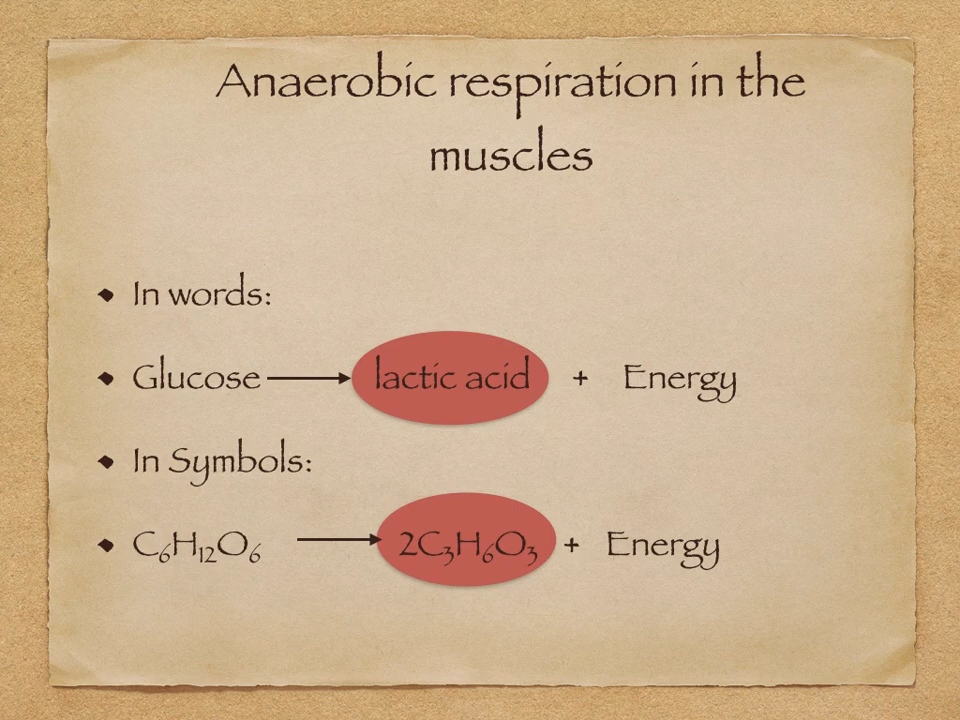 Anaerobic respiration in the
muscles
• In words:
• Glucose → lactic acid + Energy
• In Symbols:
• C₆H₁₂O₆ → 2C₃H₆O₃ + Energy